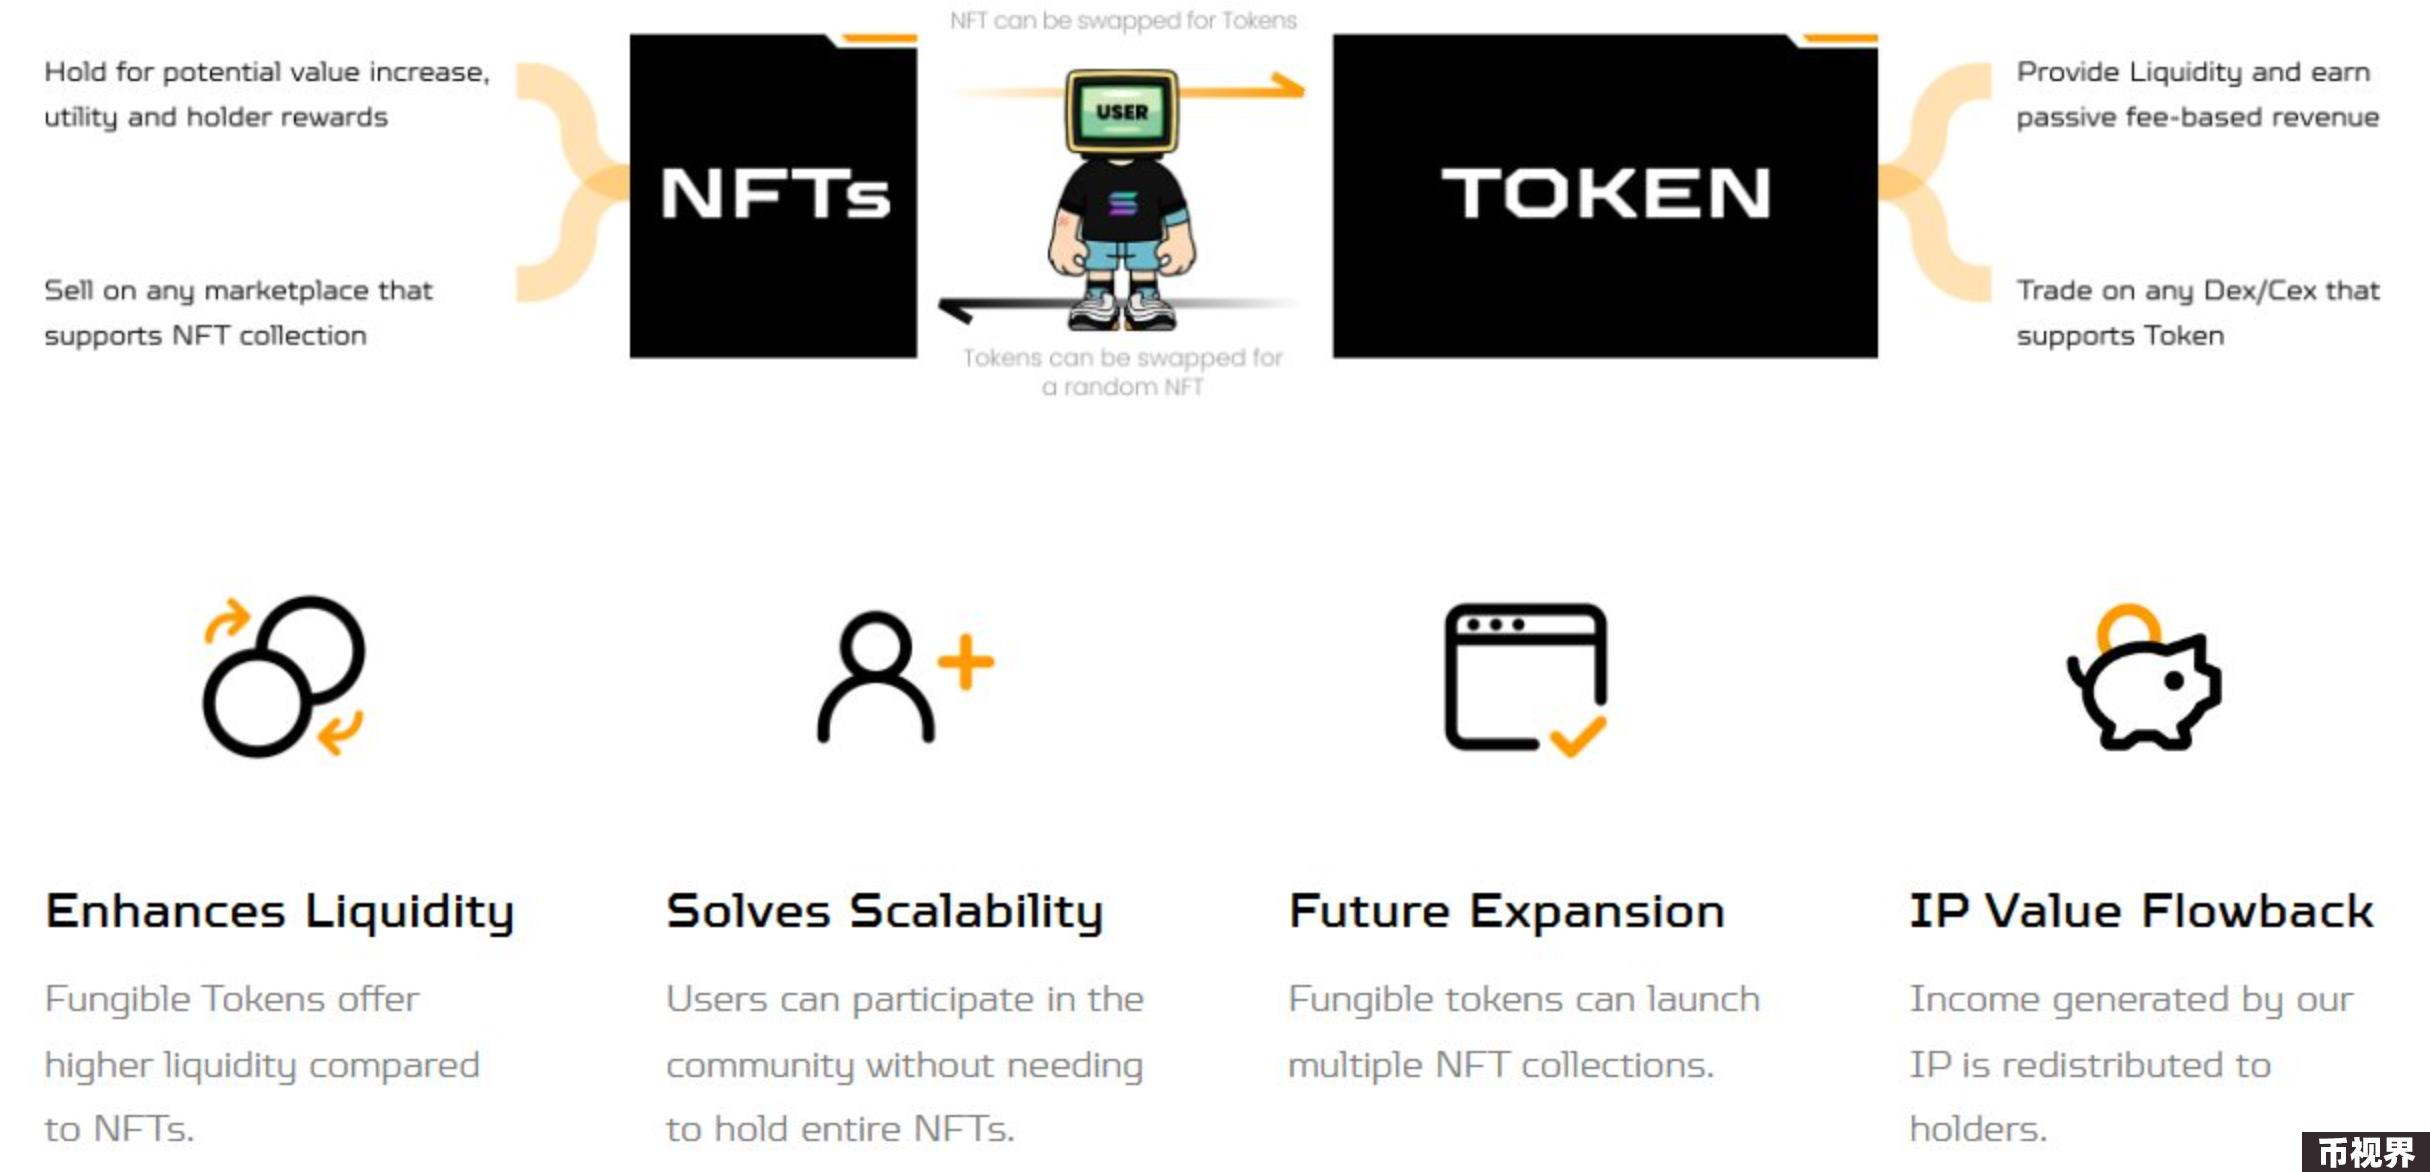 NFT can be swapped for Tokens
Hold for potential value increase,
utility and holder rewards
Sell on any marketplace that
supports NFT collection
NFTs
USER
Tokens can be swapped for
a random NFT
TOKEN
Provide Liquidity and earn
passive fee-based revenue
Trade on any Dex/Cex that
supports Token
Enhances Liquidity
Fungible Tokens offer
higher liquidity compared
to NFTs.
Solves Scalability
Users can participate in the
community without needing
to hold entire NFTs.
Future Expansion
Fungible tokens can launch
multiple NFT collections.
IP Value Flowback
Income generated by our
IP is redistributed to
holders.
币视界